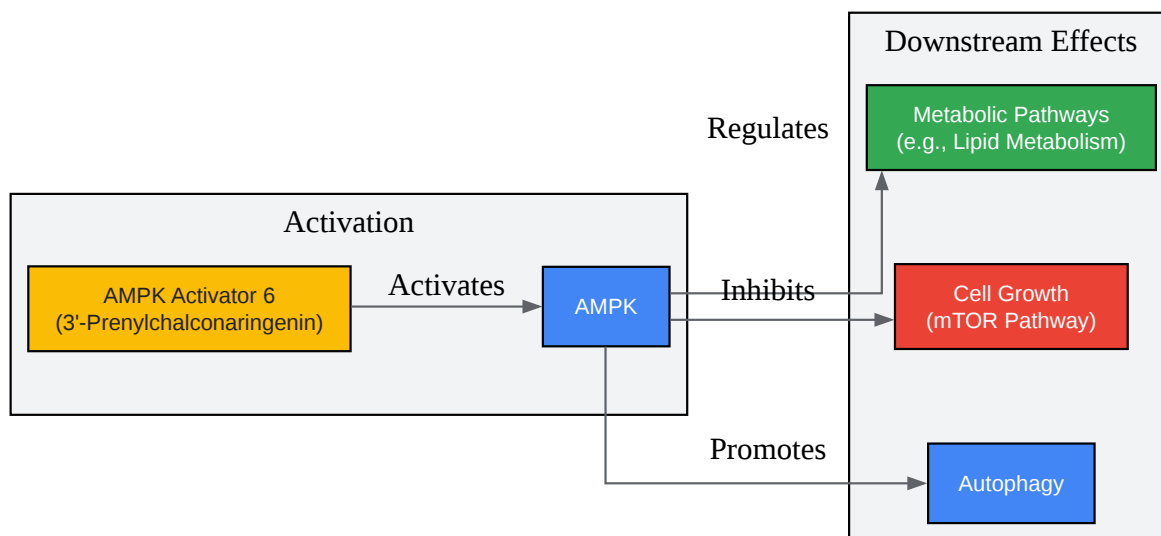 Downstream Effects
Regulates
Metabolic Pathways
(e.g., Lipid Metabolism)
Activation
AMPK Activator 6
(3'-Prenylchalconaringenin)
Activates
AMPK
Inhibits
Cell Growth
(mTOR Pathway)
Promotes
Autophagy